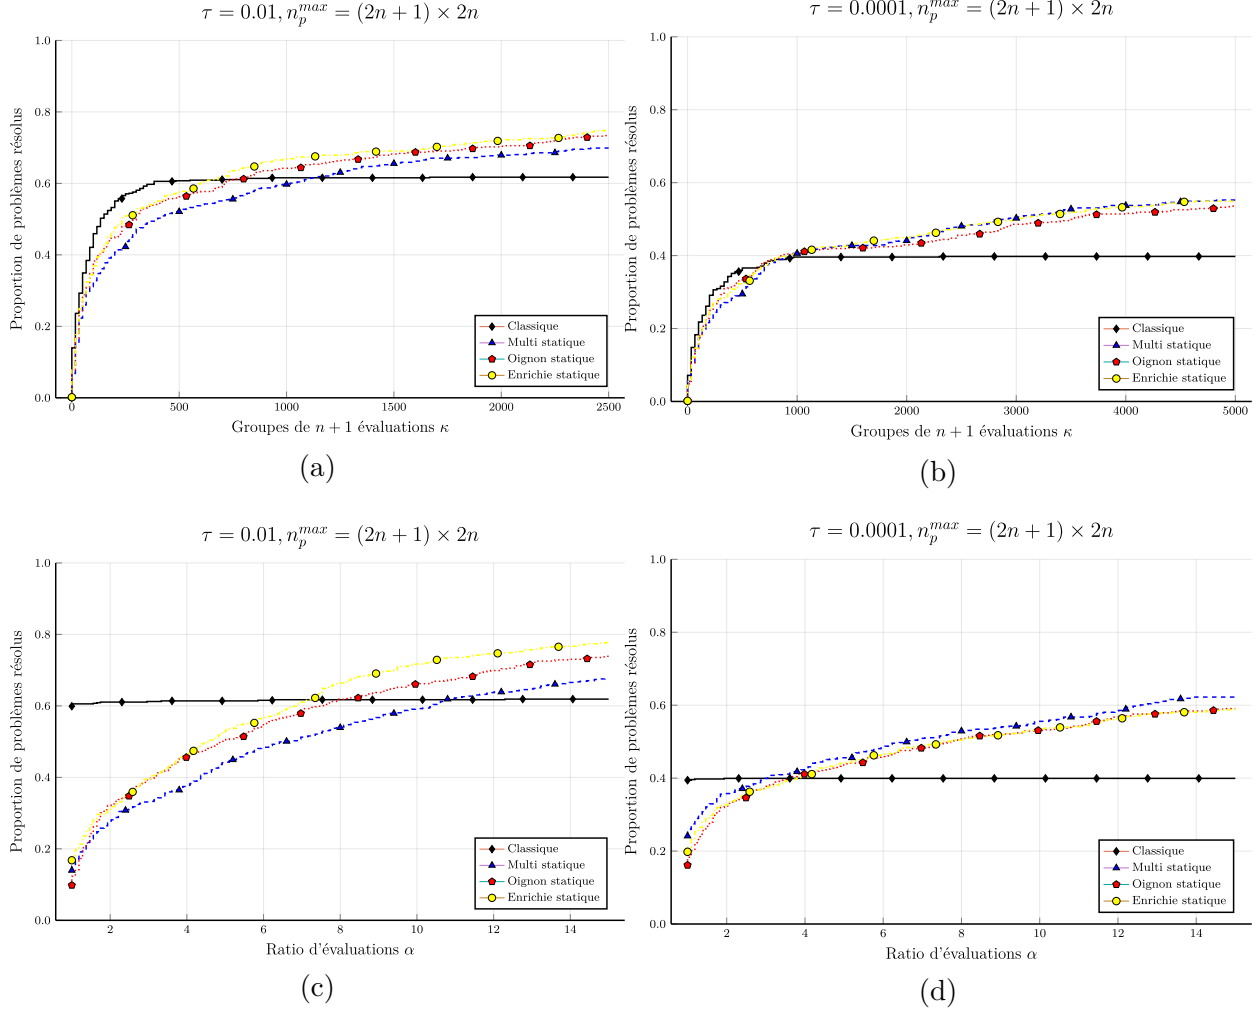 τ = 0.01, n_p^{max} = (2n + 1) × 2n
Proportion de problèmes résolus
1.0
0.8
0.6
0.4
0.2
0.0
0 500 1000 1500 2000 2500
Groupes de n + 1 évaluations κ
Classique
Multi statique
Oignon statique
Enrichie statique
(a)
τ = 0.0001, n_p^{max} = (2n + 1) × 2n
Proportion de problèmes résolus
1.0
0.8
0.6
0.4
0.2
0.0
0 1000 2000 3000 4000 5000
Groupes de n + 1 évaluations κ
Classique
Multi statique
Oignon statique
Enrichie statique
(b)
τ = 0.01, n_p^{max} = (2n + 1) × 2n
Proportion de problèmes résolus
1.0
0.8
0.6
0.4
0.2
0.0
2 4 6 8 10 12 14
Ratio d'évaluations α
Classique
Multi statique
Oignon statique
Enrichie statique
(c)
τ = 0.0001, n_p^{max} = (2n + 1) × 2n
Proportion de problèmes résolus
1.0
0.8
0.6
0.4
0.2
0.0
2 4 6 8 10 12 14
Ratio d'évaluations α
Classique
Multi statique
Oignon statique
Enrichie statique
(d)